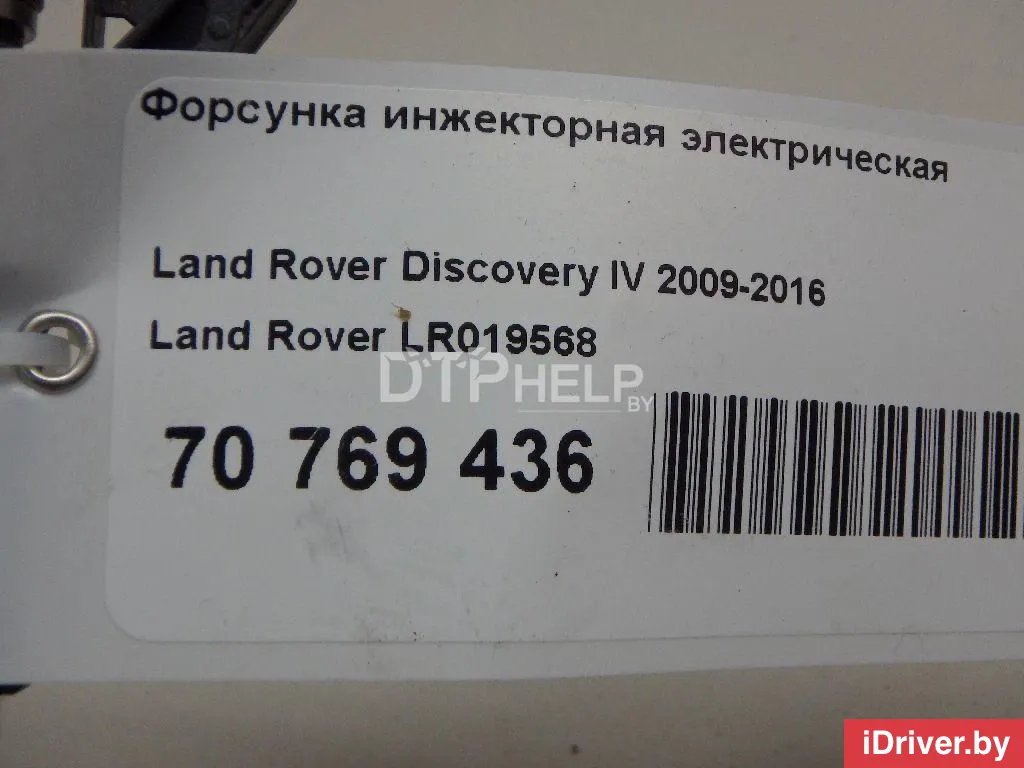 Форсунка инжекторная электрическая
Land Rover Discovery IV 2009-2016
Land Rover LR019568
DTPHELP.BY
70 769 436
iDriver.by